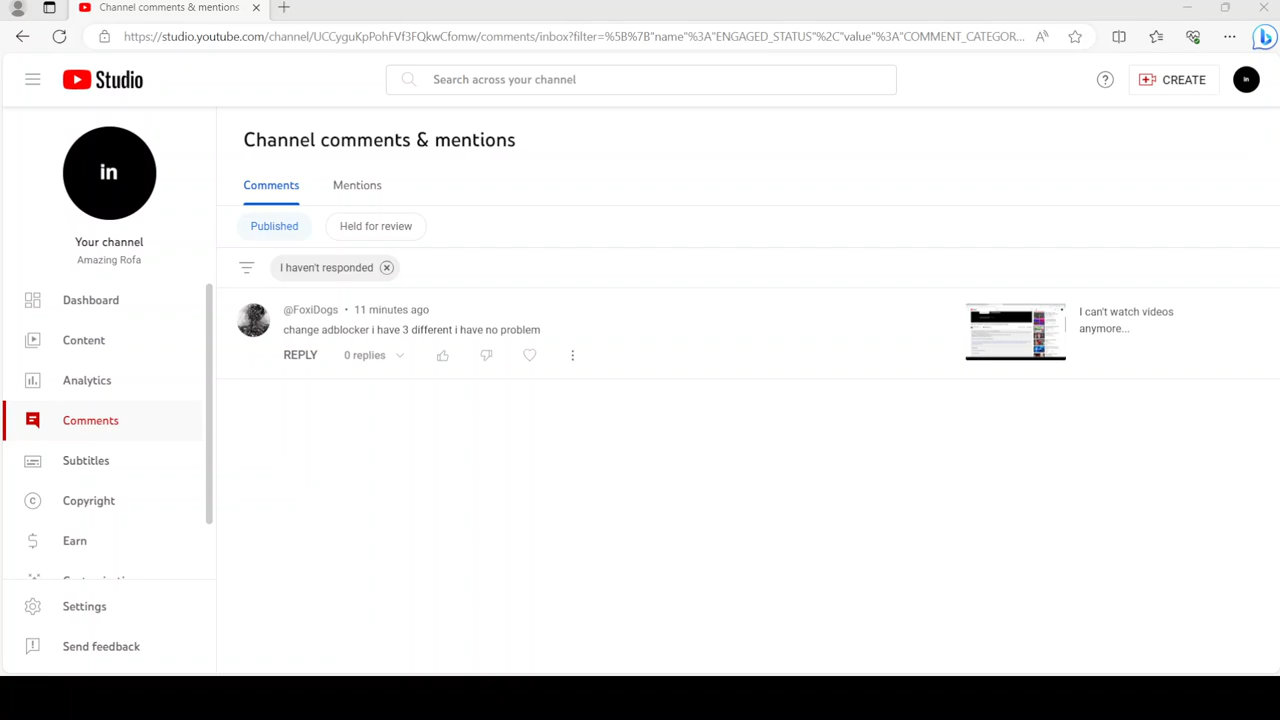 Channel comments & mentions
https://studio.youtube.com/channel/UCCyguKpPohFVf3FQkwCfomw/comments/inbox?filter=%5B%7B"name"%3A"ENGAGED_STATUS"%2C"value"%3A"COMMENT_CATEGOR...
Studio
Search across your channel
CREATE
in
in
Your channel
Amazing Rofa
Dashboard
Content
Analytics
Comments
Subtitles
Copyright
Earn
Settings
Send feedback
Channel comments & mentions
Comments
Mentions
Published
Held for review
I haven't responded
@FoxiDogs • 11 minutes ago
change adblocker i have 3 different i have no problem
REPLY
0 replies
I can't watch videos
anymore...